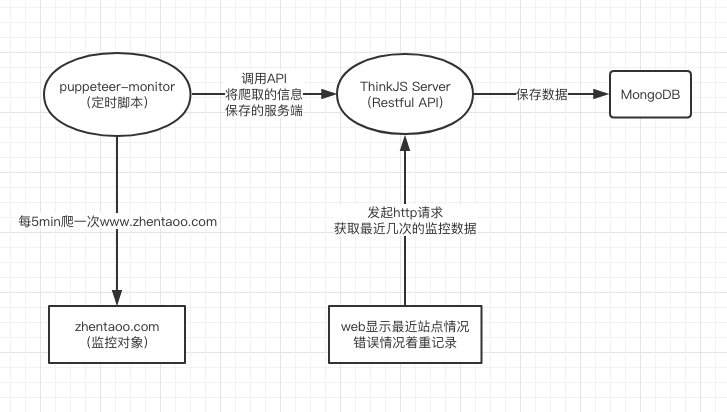 puppeteer-monitor
（定时脚本）
调用API
将爬取的信息
保存的服务端
ThinkJS Server
（Restful API）
保存数据
MongoDB
每5min爬一次www.zhentaoo.com
发起http请求
获取最近几次的监控数据
zhentaoo.com
（监控对象）
web显示最近站点情况
错误情况着重记录